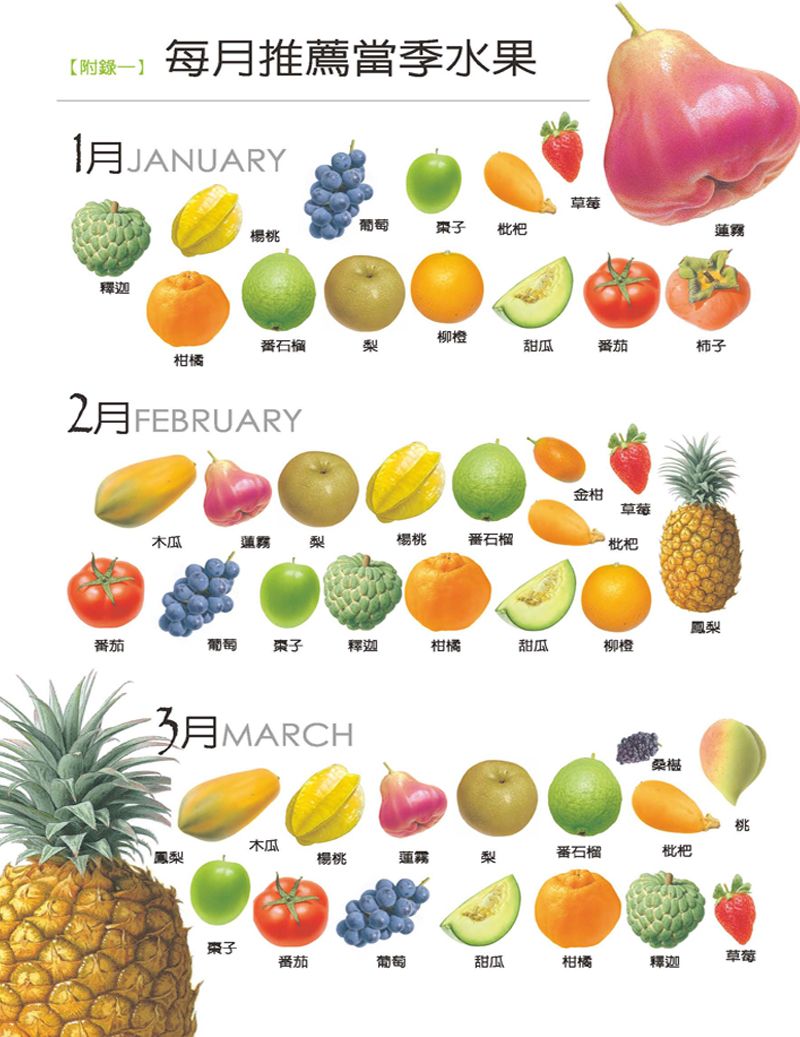 【附錄一】 每月推薦當季水果
1月JANUARY
釋迦
楊桃
葡萄
棗子
枇杷
草莓
蓮霧
柑橘
番石榴
梨
柳橙
甜瓜
番茄
柿子
2月FEBRUARY
木瓜
蓮霧
梨
楊桃
番石榴
金柑
草莓
枇杷
鳳梨
番茄
葡萄
棗子
釋迦
柑橘
甜瓜
柳橙
3月MARCH
鳳梨
木瓜
楊桃
蓮霧
梨
番石榴
桑椹
枇杷
桃
棗子
番茄
葡萄
甜瓜
柑橘
釋迦
草莓